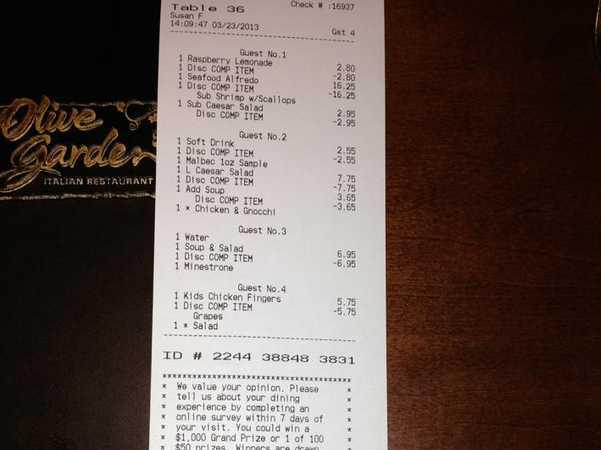 Olive
Garden
ITALIAN RESTAURANT
Table 36 Check # :16937
Susan F
14:09:47 03/23/2013 Gst 4
Guest No.1
1 Raspberry Lemonade 2.80
1 Disc COMP ITEM -2.80
1 Seafood Alfredo 16.25
1 Disc COMP ITEM -16.25
Sub Shrimp w/Scallops
1 Sub Caesar Salad 2.95
Disc COMP ITEM -2.95
Guest No.2
1 Soft Drink 2.55
1 Disc COMP ITEM -2.55
1 Malbec 1oz Sample
1 L Caesar Salad 7.75
1 Disc COMP ITEM -7.75
1 Add Soup 3.65
Disc COMP ITEM -3.65
1 * Chicken & Gnocchi
Guest No.3
1 Water
1 Soup & Salad 6.95
1 Disc COMP ITEM -6.95
1 Minestrone
Guest No.4
1 Kids Chicken Fingers 5.75
1 Disc COMP ITEM -5.75
Grapes
1 * Salad
ID # 2244 38848 3831
****************************************
* We value your opinion. Please *
* tell us about your dining *
* experience by completing an *
* online survey within 7 days of *
* your visit. You could win a *
* $1,000 Grand Prize or 1 of 100 *
* $50 prizes. Winners are drawn *